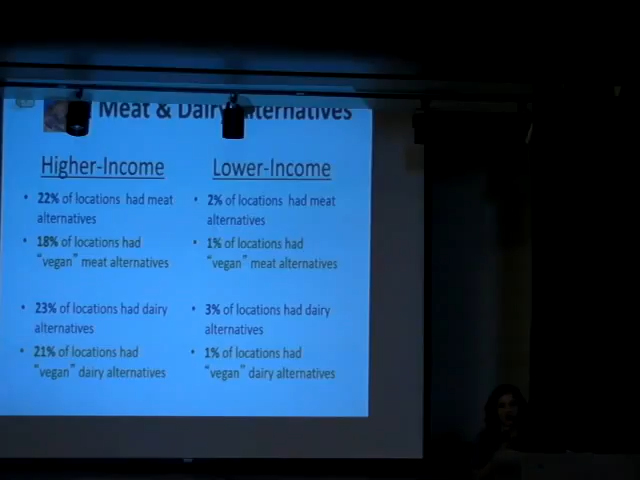 Meat & Dairy Alternatives
Higher-Income
• 22% of locations had meat
alternatives
• 18% of locations had
“vegan” meat alternatives
• 23% of locations had dairy
alternatives
• 21% of locations had
“vegan” dairy alternatives
Lower-Income
• 2% of locations had meat
alternatives
• 1% of locations had
“vegan” meat alternatives
• 3% of locations had dairy
alternatives
• 1% of locations had
“vegan” dairy alternatives